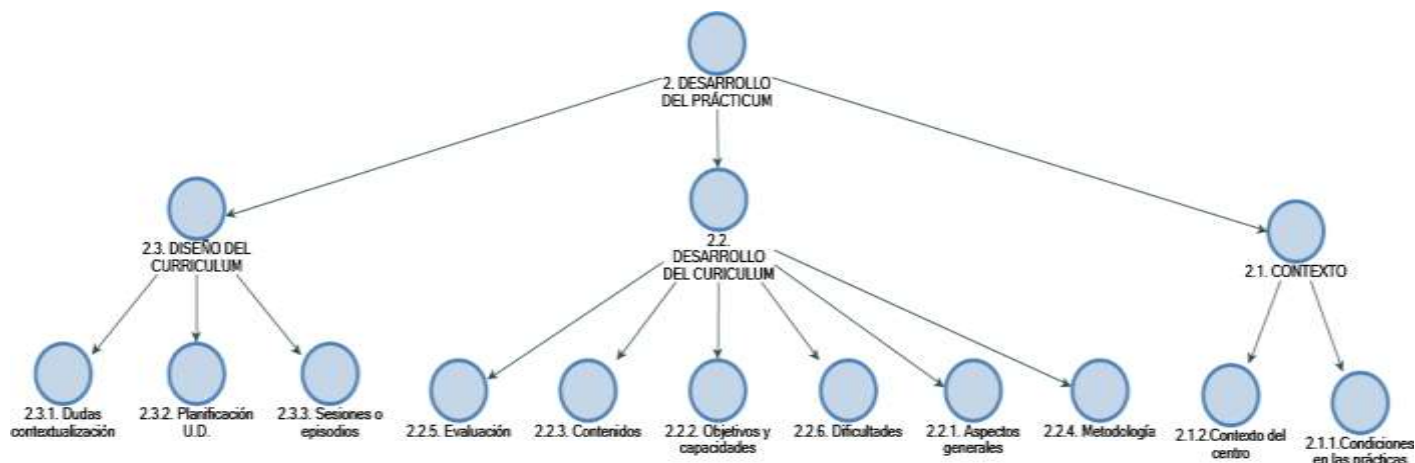 2. DESARROLLO
DEL PRÁCTICUM
2.3. DISEÑO DEL
CURRICULUM
2.2.
DESARROLLO
DEL CURICULUM
2.1. CONTEXTO
2.3.1. Dudas
contextualización
2.3.2. Planificación
U.D.
2.3.3. Sesiones o
episodios
2.2.5. Evaluación
2.2.3. Contenidos
2.2.2. Objetivos y
capacidades
2.2.6. Dificultades
2.2.1. Aspectos
generales
2.2.4. Metodología
2.1.2.Contexto del
centro
2.1.1.Condiciones
en las prácticas